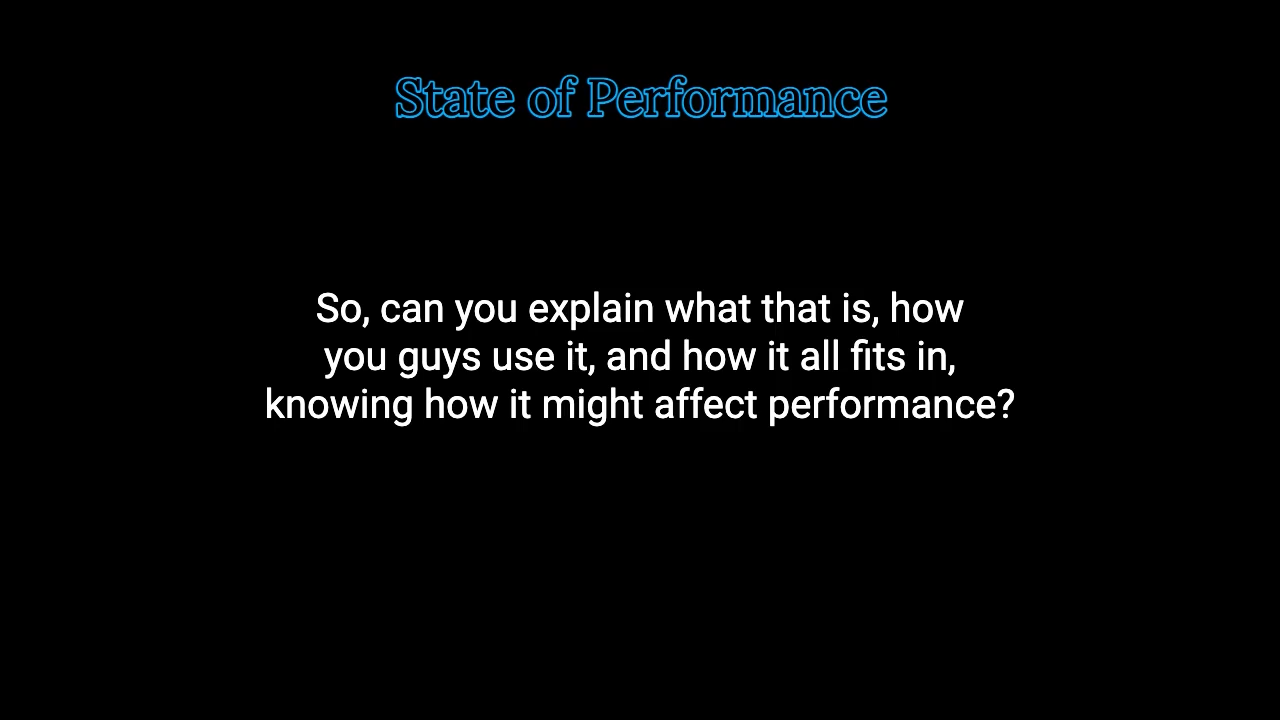 State of Performance
So, can you explain what that is, how
you guys use it, and how it all fits in,
knowing how it might affect performance?